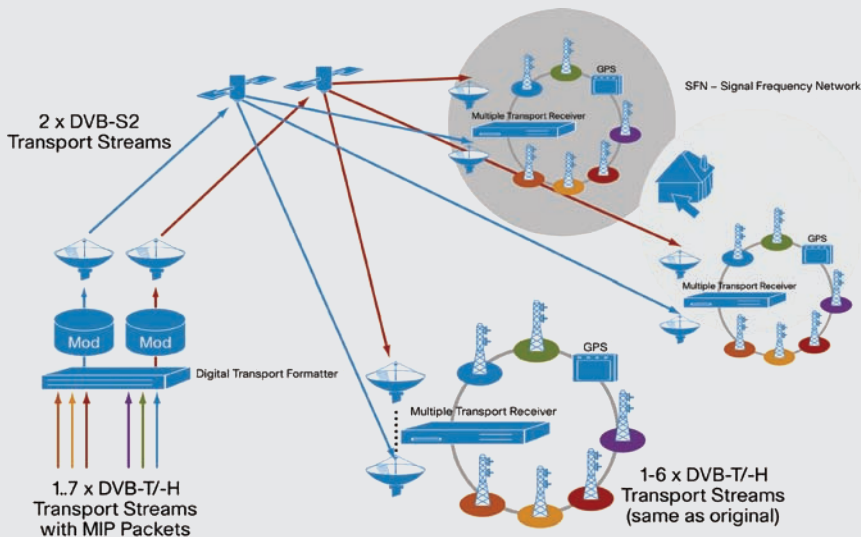 2 x DVB-S2
Transport Streams
GPS
SFN – Signal Frequency Network
Multiple Transport Receiver
GPS
Multiple Transport Receiver
Mod
Mod
Digital Transport Formatter
GPS
Multiple Transport Receiver
1..7 x DVB-T/-H
Transport Streams
with MIP Packets
1-6 x DVB-T/-H
Transport Streams
(same as original)